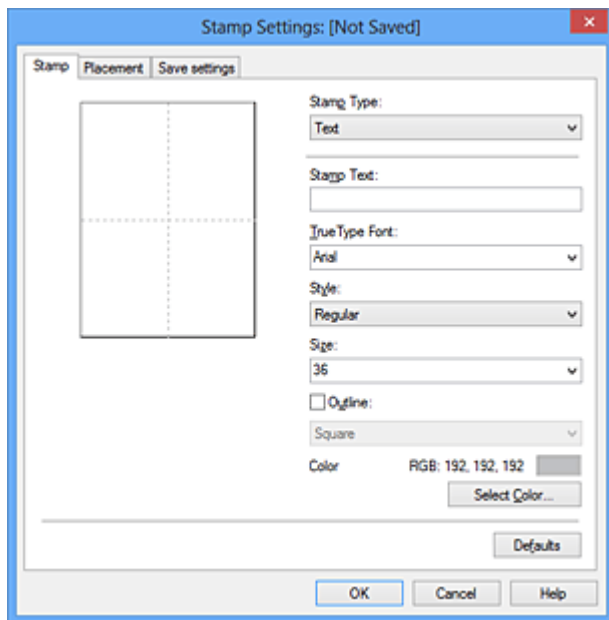 Stamp Settings: [Not Saved]
Stamp Placement Save settings
Stamp Type:
Text
Stamp Text:
TrueType Font:
Arial
Style:
Regular
Size:
36
Outline:
Square
Color RGB: 192, 192, 192
Select Color...
Defaults
OK Cancel Help